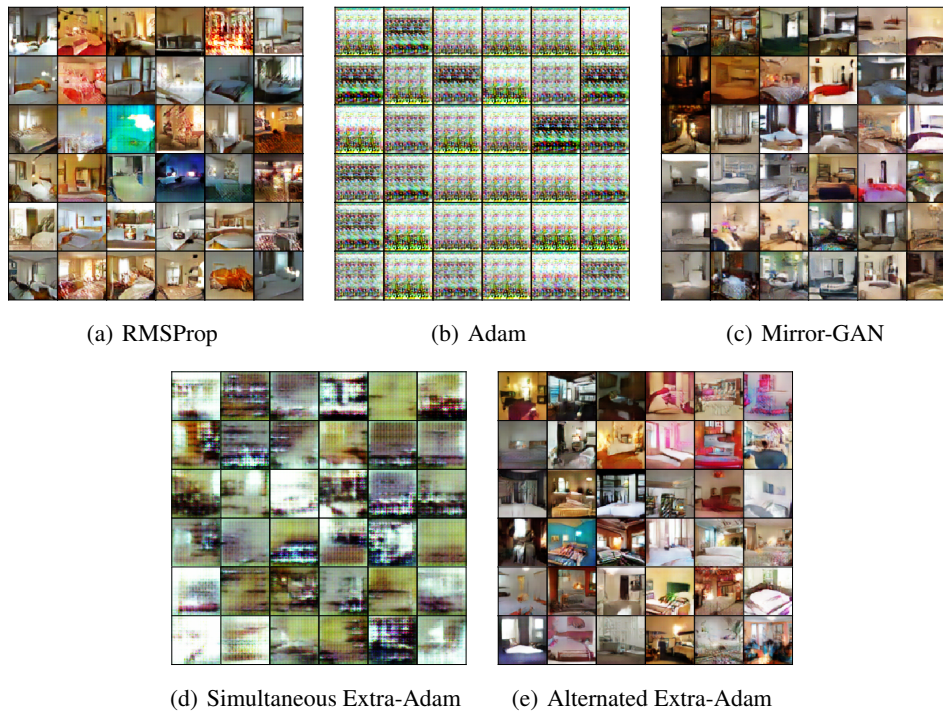 (a) RMSProp
(b) Adam
(c) Mirror-GAN
(d) Simultaneous Extra-Adam
(e) Alternated Extra-Adam